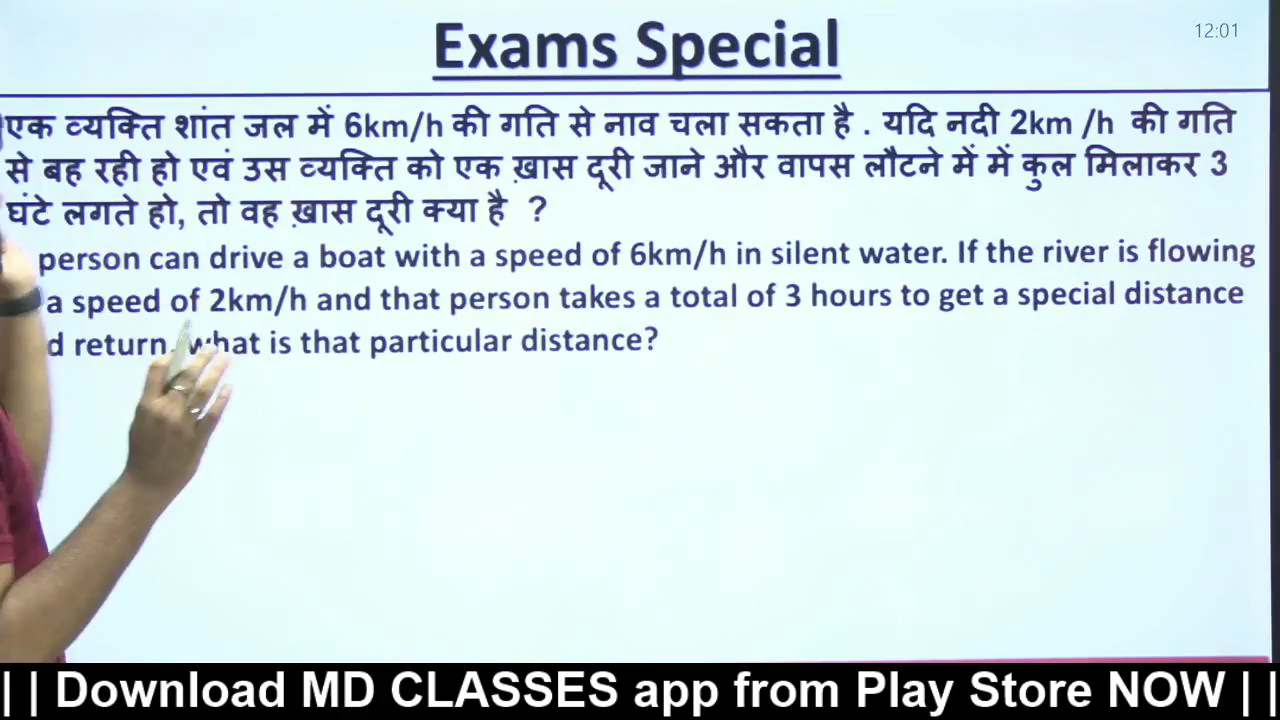 Exams Special
12:01
एक व्यक्ति शांत जल में 6km/h की गति से नाव चला सकता है . यदि नदी 2km /h की गति
से बह रही हो एवं उस व्यक्ति को एक ख़ास दूरी जाने और वापस लौटने में में कुल मिलाकर 3
घंटे लगते हो, तो वह ख़ास दूरी क्या है ?
person can drive a boat with a speed of 6km/h in silent water. If the river is flowing
a speed of 2km/h and that person takes a total of 3 hours to get a special distance
d return, what is that particular distance?
| | Download MD CLASSES app from Play Store NOW | |